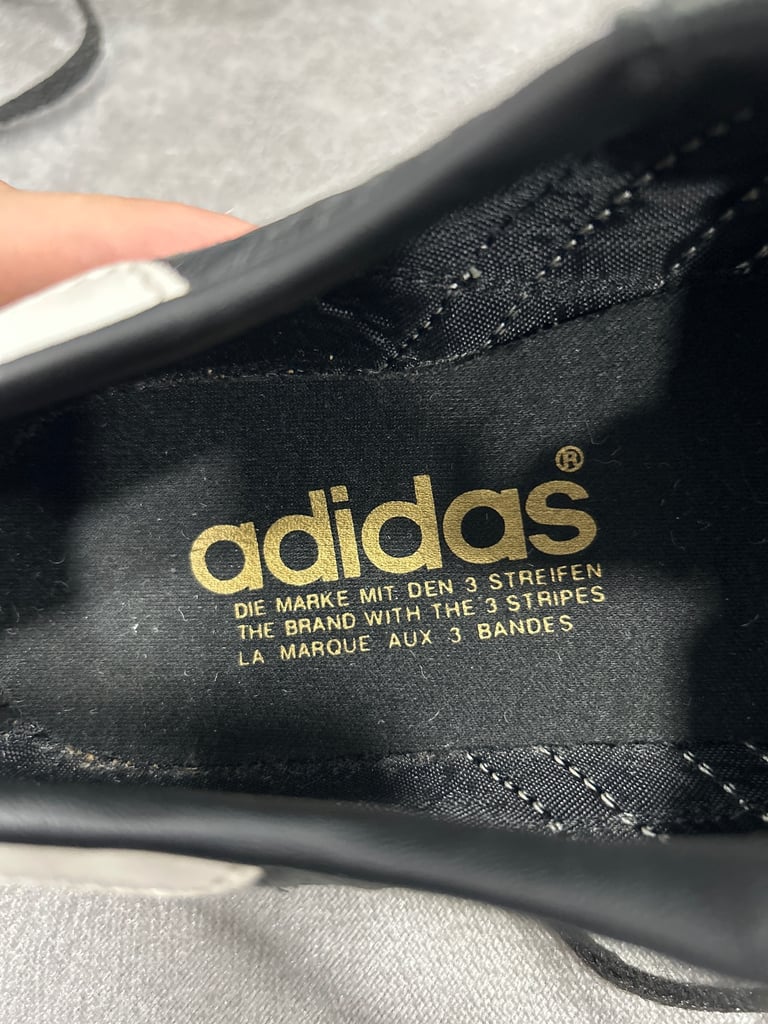 adidas®
DIE MARKE MIT DEN 3 STREIFEN
THE BRAND WITH THE 3 STRIPES
LA MARQUE AUX 3 BANDES